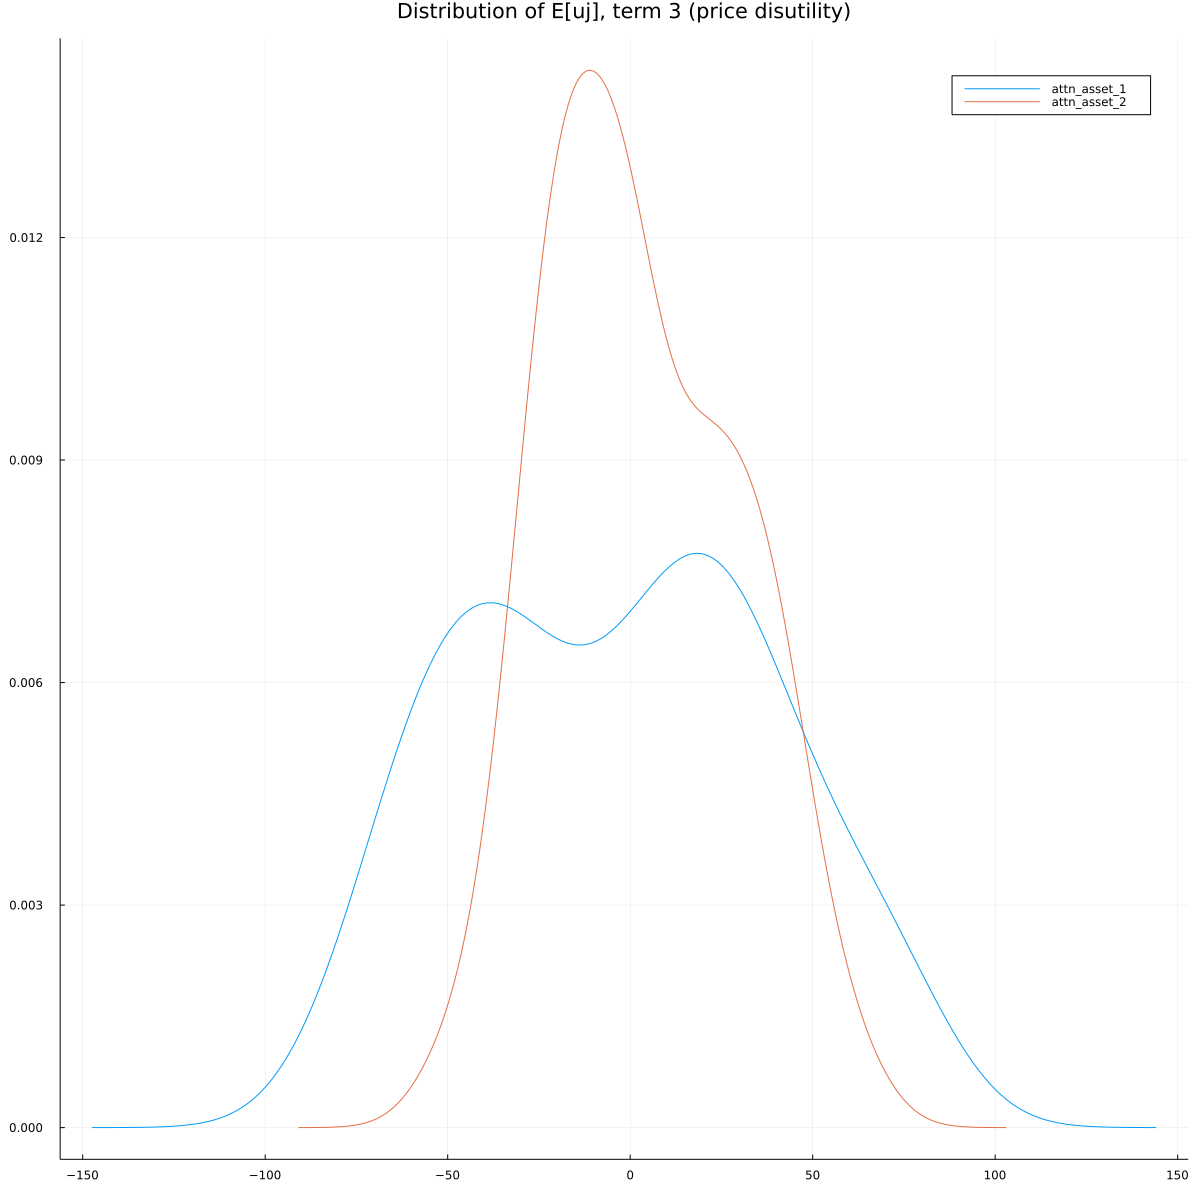 Distribution of E[uj], term 3 (price disutility)
attn_asset_1
attn_asset_2
0.012
0.009
0.006
0.003
0.000
−150 −100 −50 0 50 100 150